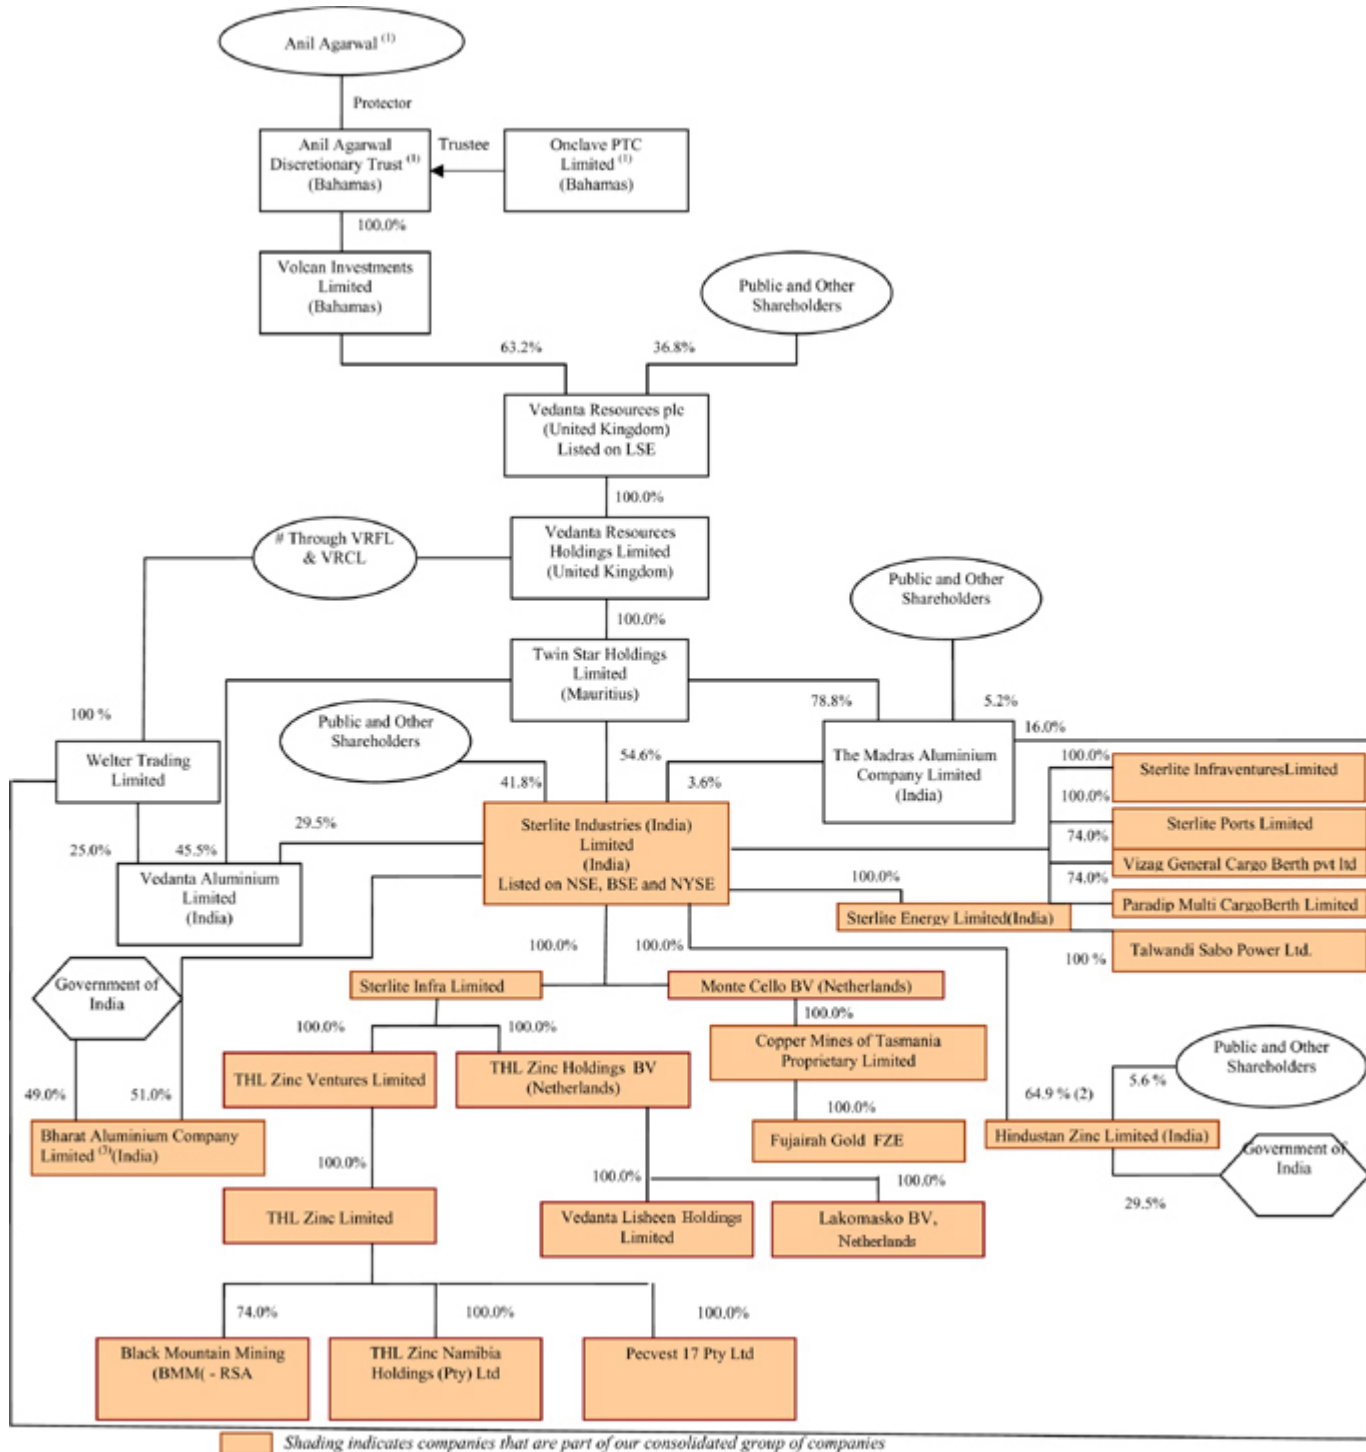 Anil Agarwal (1)
Protector
Anil Agarwal
Discretionary Trust (1)
(Bahamas)
Trustee
Onclave PTC
Limited (1)
(Bahamas)
100.0%
Volcan Investments
Limited
(Bahamas)
Public and Other
Shareholders
63.2%
36.8%
Vedanta Resources plc
(United Kingdom)
Listed on LSE
100.0%
# Through VRFL
& VRCL
Vedanta Resources
Holdings Limited
(United Kingdom)
Public and Other
Shareholders
100.0%
Twin Star Holdings
Limited
(Mauritius)
100 %
Public and Other
Shareholders
78.8%
5.2%
16.0%
Welter Trading
Limited
54.6%
The Madras Aluminium
Company Limited
(India)
100.0%
Sterlite InfraventuresLimited
41.8%
3.6%
100.0%
29.5%
Sterlite Industries (India)
Limited
(India)
Listed on NSE, BSE and NYSE
Sterlite Ports Limited
74.0%
25.0%
45.5%
Vedanta Aluminium
Limited
(India)
Vizag General Cargo Berth pvt ltd
100.0%
74.0%
Paradip Multi CargoBerth Limited
Sterlite Energy Limited(India)
100.0%
100.0%
100 %
Talwandi Sabo Power Ltd.
Government of
India
Sterlite Infra Limited
Monte Cello BV (Netherlands)
100.0%
100.0%
100.0%
Copper Mines of Tasmania
Proprietary Limited
Public and Other
Shareholders
THL Zinc Ventures Limited
THL Zinc Holdings BV
(Netherlands)
5.6 %
49.0%
51.0%
64.9 % (2)
100.0%
Bharat Aluminium Company
Limited (3)(India)
Fujairah Gold FZE
Hindustan Zinc Limited (India)
Government of
India
100.0%
100.0%
100.0%
29.5%
THL Zinc Limited
Vedanta Lisheen Holdings
Limited
Lakomasko BV,
Netherlands
74.0%
100.0%
100.0%
Black Mountain Mining
(BMM( - RSA
THL Zinc Namibia
Holdings (Pty) Ltd
Pecvest 17 Pty Ltd
Shading indicates companies that are part of our consolidated group of companies